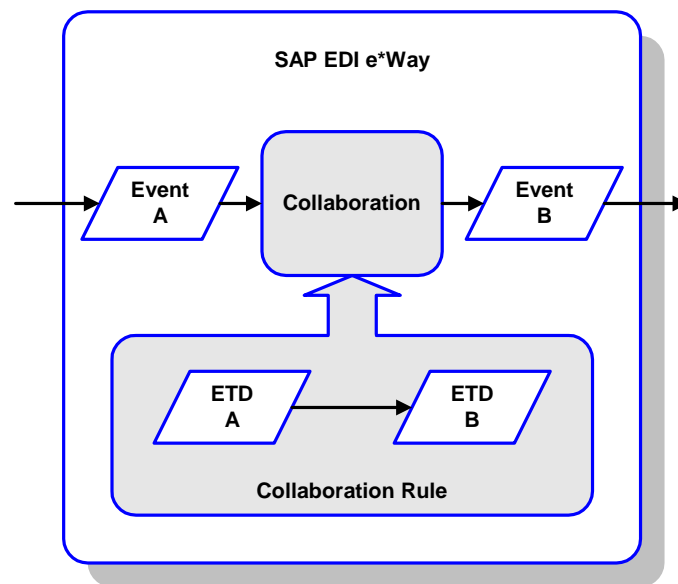 SAP EDI e*Way
Event
A
Collaboration
Event
B
ETD
A
ETD
B
Collaboration Rule